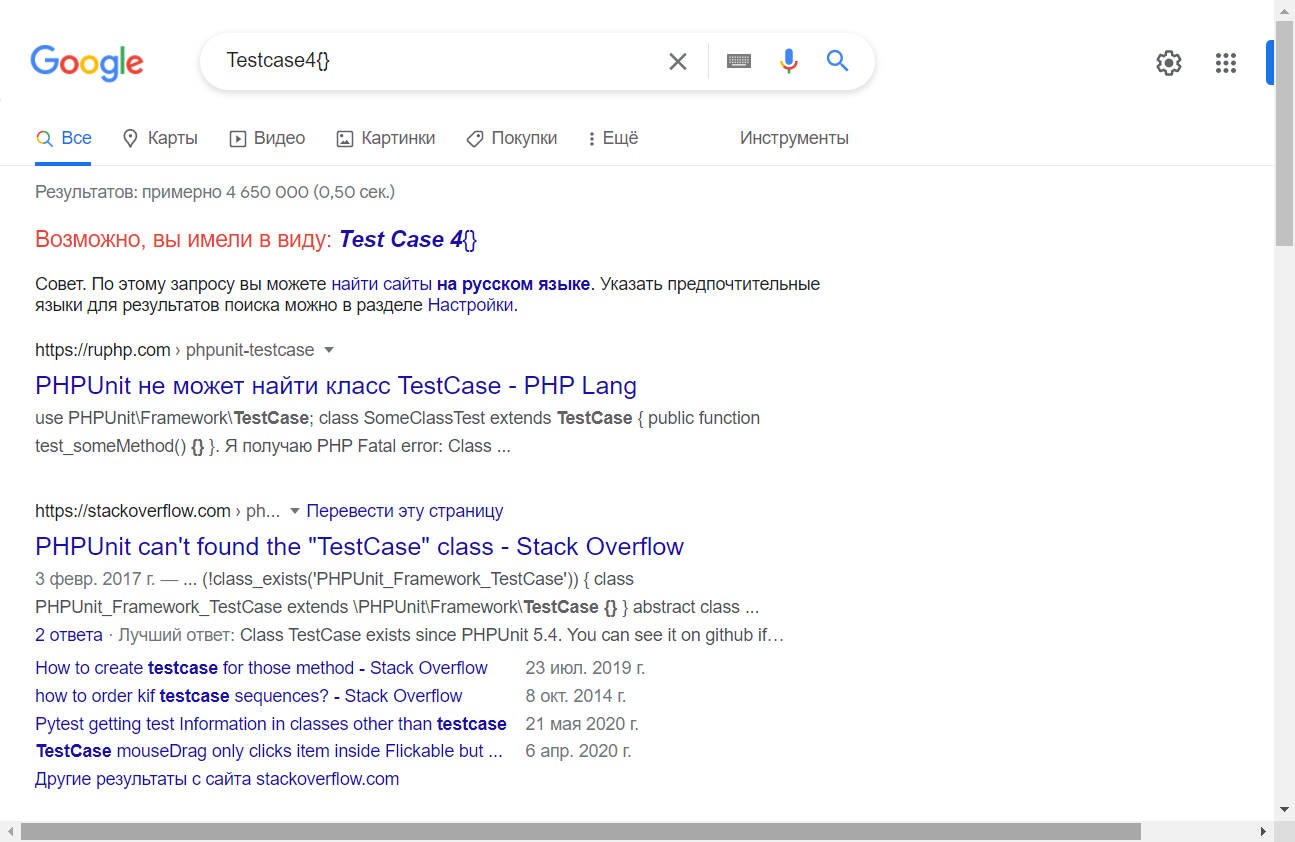 Google
Testcase4{}
Все Карты Видео Картинки Покупки Ещё Инструменты
Результатов: примерно 4 650 000 (0,50 сек.)
Возможно, вы имели в виду: Test Case 4{}
Совет. По этому запросу вы можете найти сайты на русском языке. Указать предпочтительные
языки для результатов поиска можно в разделе Настройки.
https://ruphp.com › phpunit-testcase
PHPUnit не может найти класс TestCase - PHP Lang
use PHPUnit\Framework\TestCase; class SomeClassTest extends TestCase { public function
test_someMethod() {} }. Я получаю PHP Fatal error: Class ...
https://stackoverflow.com › ph... Перевести эту страницу
PHPUnit can't found the "TestCase" class - Stack Overflow
3 февр. 2017 г. — ... (!class_exists('PHPUnit_Framework_TestCase')) { class
PHPUnit_Framework_TestCase extends \PHPUnit\Framework\TestCase {} } abstract class ...
2 ответа · Лучший ответ: Class TestCase exists since PHPUnit 5.4. You can see it on github if…
How to create testcase for those method - Stack Overflow 23 июл. 2019 г.
how to order kif testcase sequences? - Stack Overflow 8 окт. 2014 г.
Pytest getting test Information in classes other than testcase 21 мая 2020 г.
TestCase mouseDrag only clicks item inside Flickable but ... 6 апр. 2020 г.
Другие результаты с сайта stackoverflow.com